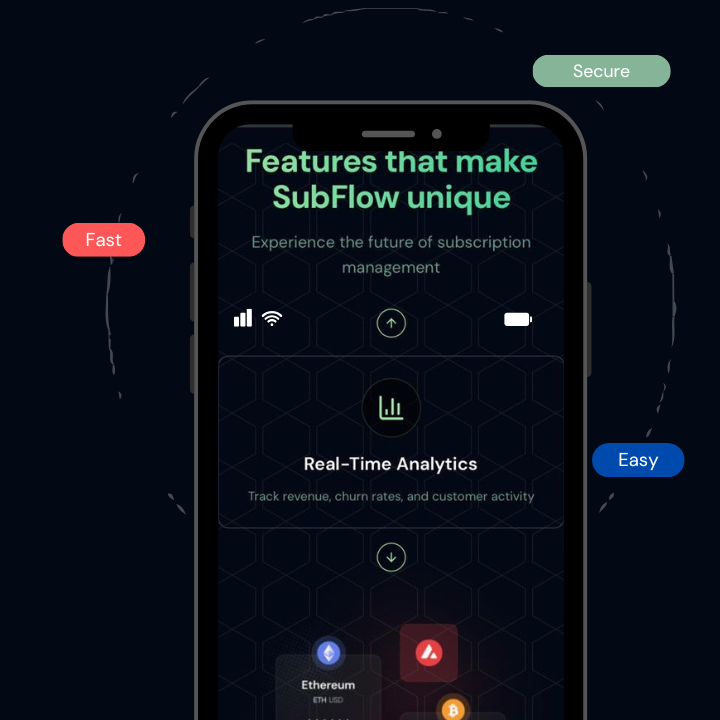 Secure
Features that make
SubFlow unique
Fast
Experience the future of subscription
management
Real-Time Analytics
Track revenue, churn rates, and customer activity
Easy
Ethereum
ETH USD